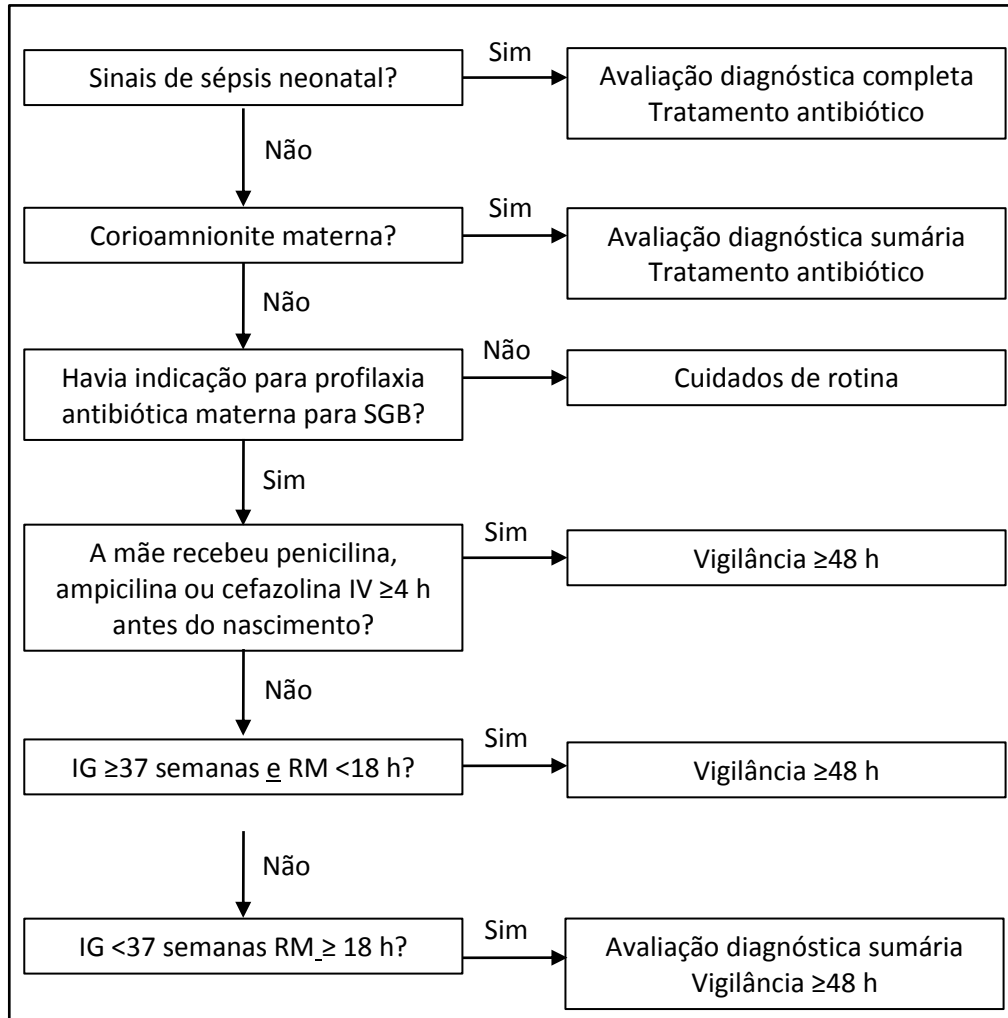 Sinais de sépsis neonatal?
Sim
Avaliação diagnóstica completa
Tratamento antibiótico
Não
Corioamnionite materna?
Sim
Avaliação diagnóstica sumária
Tratamento antibiótico
Não
Havia indicação para profilaxia
antibiótica materna para SGB?
Não
Cuidados de rotina
Sim
A mãe recebeu penicilina,
ampicilina ou cefazolina IV ≥4 h
antes do nascimento?
Sim
Vigilância ≥48 h
Não
IG ≥37 semanas e RM <18 h?
Sim
Vigilância ≥48 h
Não
IG <37 semanas RM ≥ 18 h?
Sim
Avaliação diagnóstica sumária
Vigilância ≥48 h